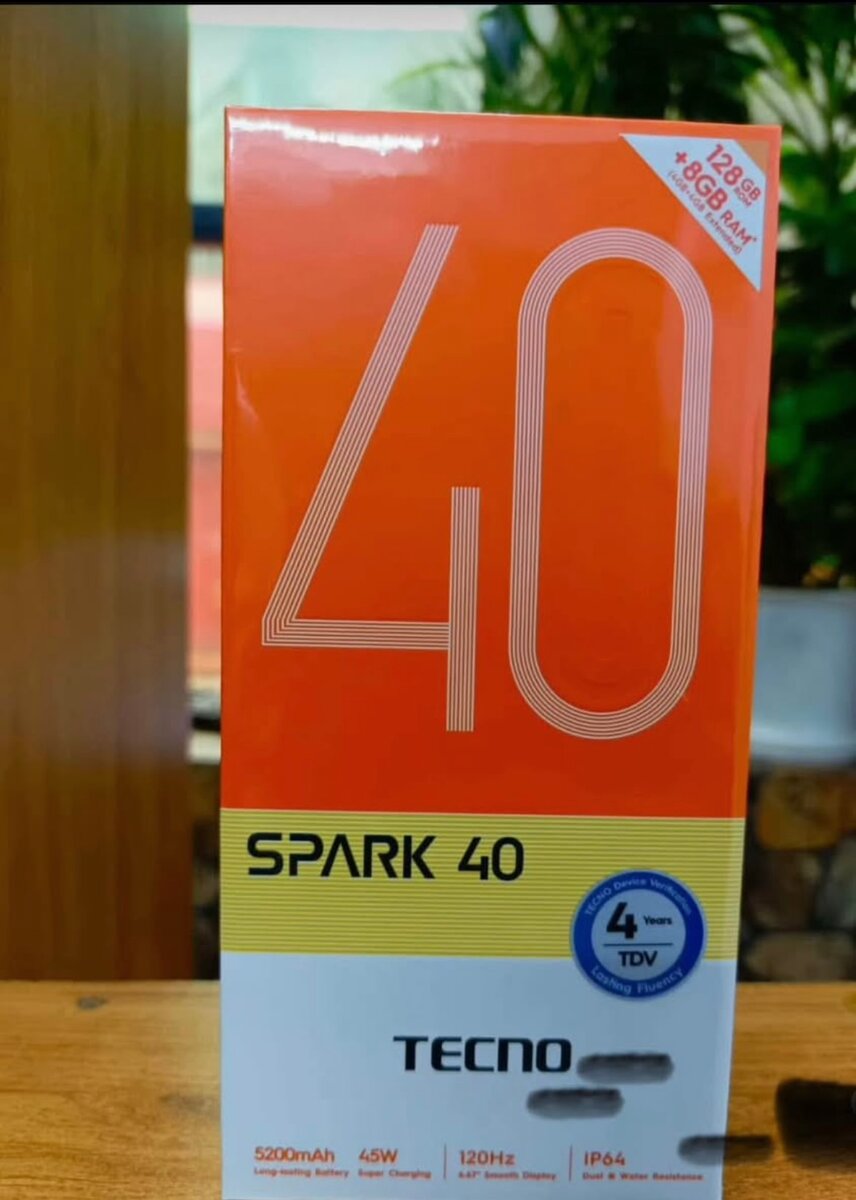 128GB
ROM
+8GB RAM*
(4GB+4GB Extended)
40
SPARK 40
TECNO Device Verification
4 Years
TDV
Lasting Fluency
TECNO
5200mAh 45W 120Hz IP64
Long-lasting Battery Super Charging 6.67" Smooth Display Dust & Water Resistance